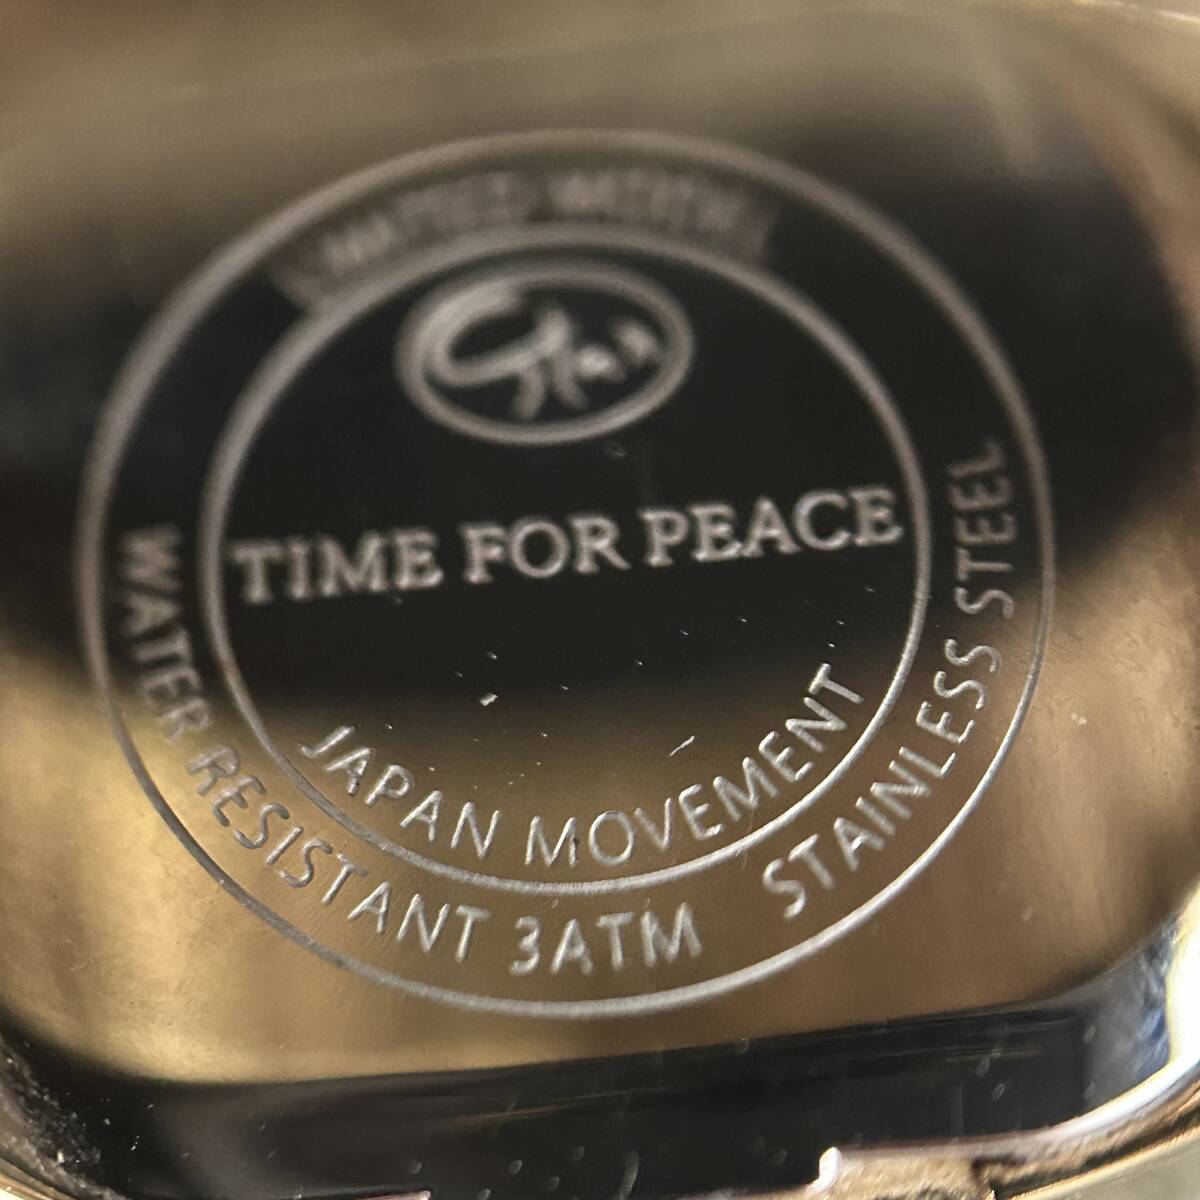 TIME FOR PEACE
JAPAN MOVEMENT
WATER RESISTANT 3ATM STAINLESS STEEL